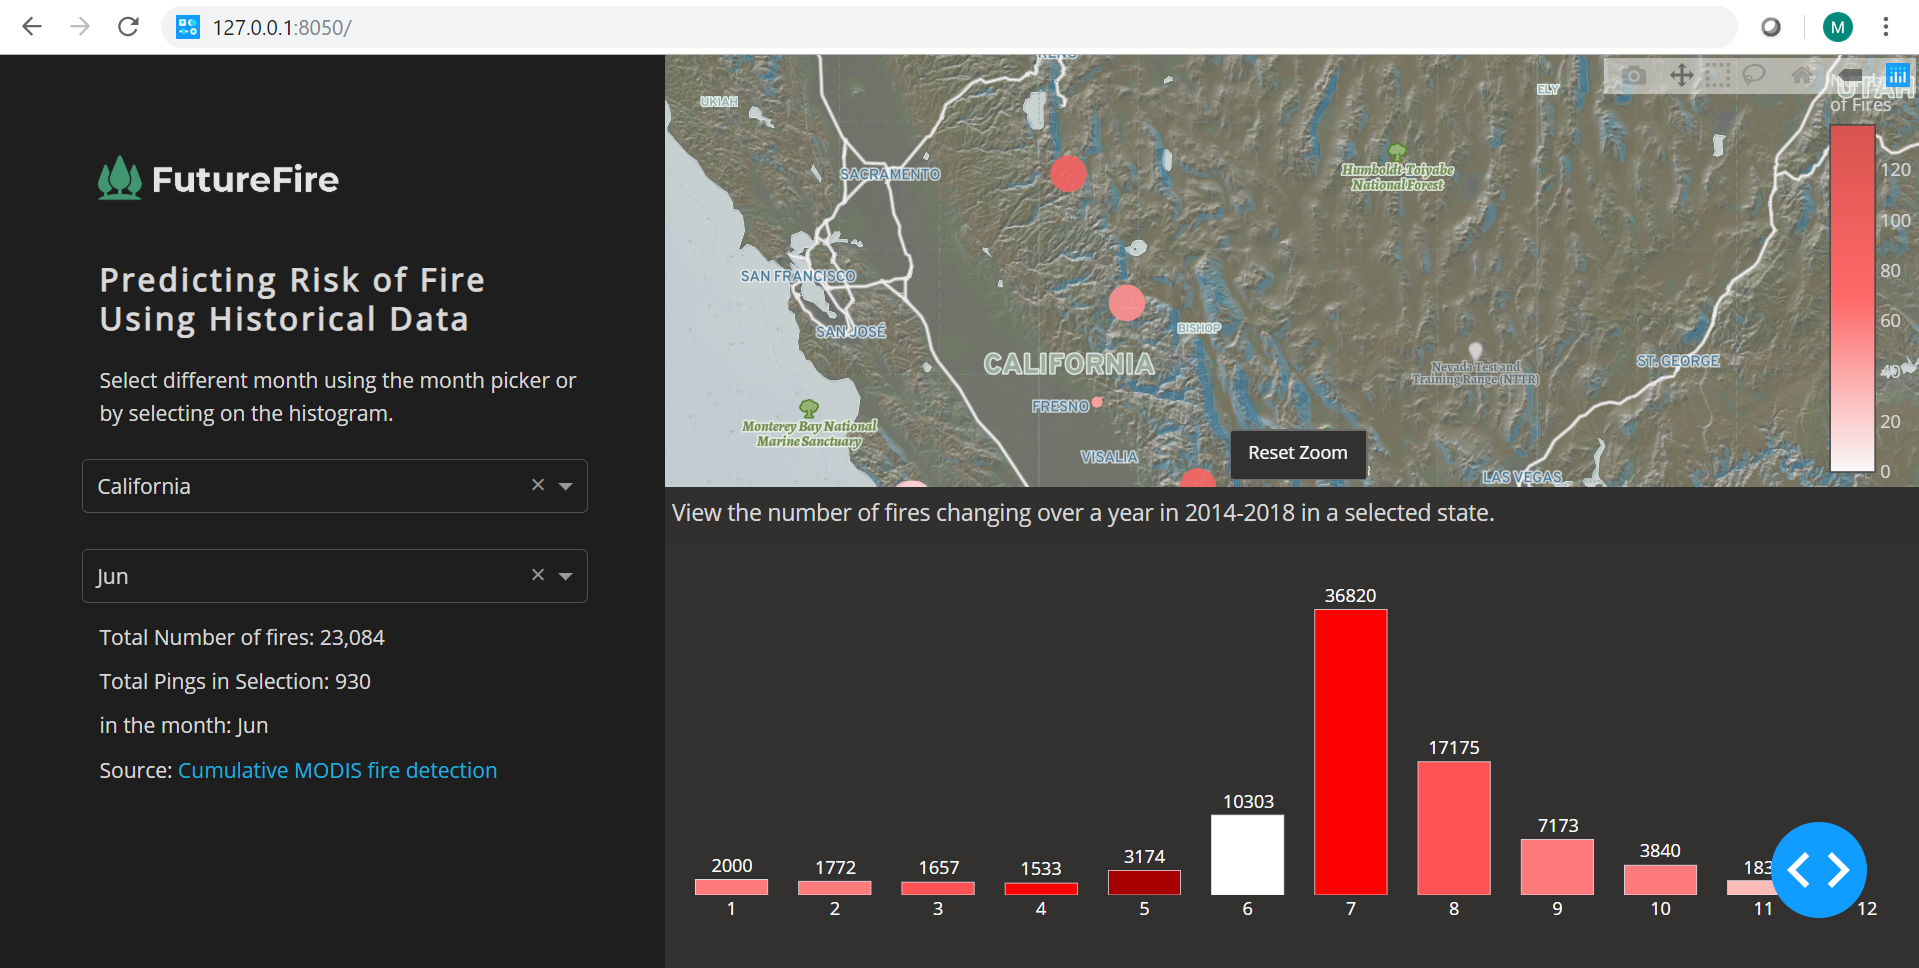 127.0.0.1:8050/
M
FutureFire
Predicting Risk of Fire
Using Historical Data
Select different month using the month picker or
by selecting on the histogram.
California
Jun
Total Number of fires: 23,084
Total Pings in Selection: 930
in the month: Jun
Source: Cumulative MODIS fire detection
RENO
UKIAH
ELY
UTAH
of Fires
SACRAMENTO
Humboldt-Toiyabe
National Forest
120
100
SAN FRANCISCO
80
SAN JOSÉ
BISHOP
60
CALIFORNIA
Nevada Test and
Training Range (NTTR)
ST. GEORGE
40
FRESNO
Monterey Bay National
Marine Sanctuary
20
VISALIA
Reset Zoom
LAS VEGAS
0
View the number of fires changing over a year in 2014-2018 in a selected state.
36820
17175
10303
7173
3840
3174
2000
1772
1657
1533
183
1 2 3 4 5 6 7 8 9 10 11 12